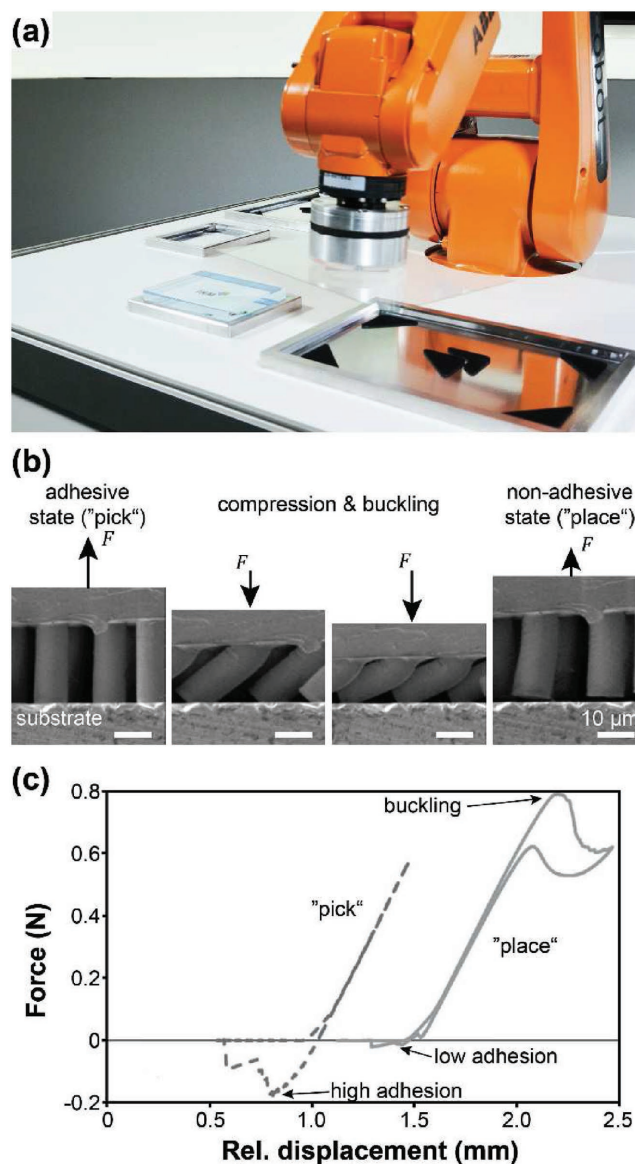 (a)
ABB
(b)
adhesive
state ("pick“)
compression & buckling
non-adhesive
state ("place“)
F
F
F
F
substrate
10 µm
(c)
0.8
buckling
0.6
"pick“
0.4
"place“
0.2
Force (N)
0
low adhesion
high adhesion
-0.2
0
0.5
1.0
1.5
2.0
2.5
Rel. displacement (mm)